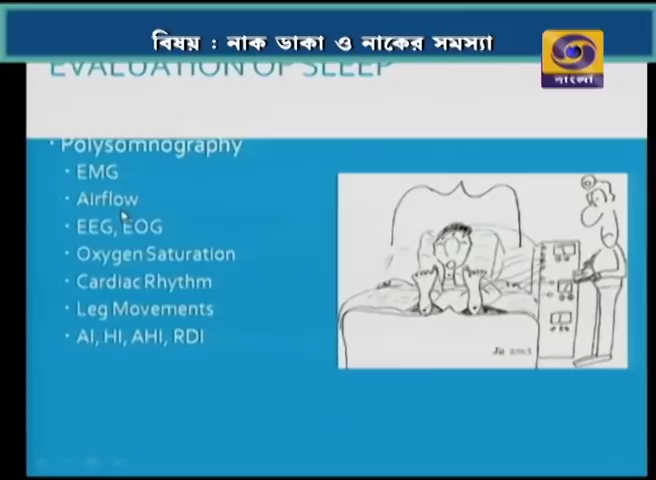 বিষয় : নাক ডাকা ও নাকের সমস্যা
বাংলা
EVALUATION OF SLEEP
• Polysomnography
• EMG
• Airflow
• EEG, EOG
• Oxygen Saturation
• Cardiac Rhythm
• Leg Movements
• AI, HI, AHI, RDI